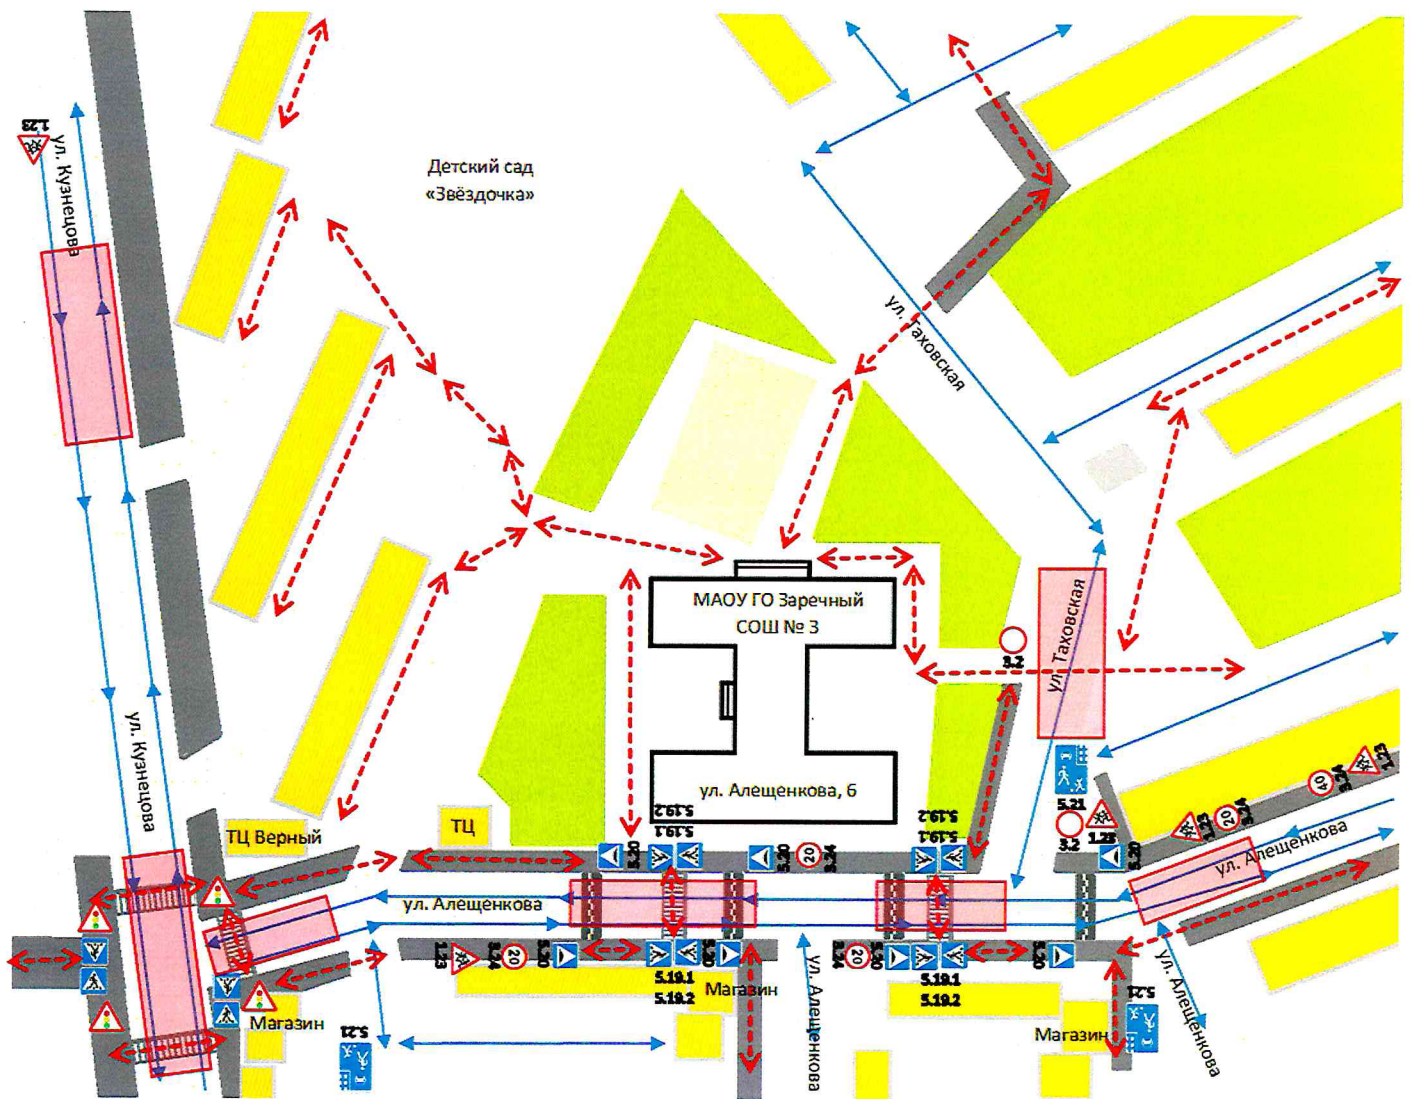 1.23
ул. Кузнецова
Детский сад
«Звёздочка»
ул. Таховская
МАОУ ГО Заречный
СОШ № 3
3.2
ул. Таховская
ул. Кузнецова
ул. Алещенкова, 6
5.21
3.2
1.23
1.23
3.24
40
1.23
20
3.24
ТЦ Верный
ТЦ
5.20
5.19.2
5.19.1
5.20
20
3.24
5.19.2
5.19.1
5.20
ул. Алещенкова
ул. Алещенкова
1.23
3.24
20
5.20
5.19.1
5.19.2
5.20
Магазин
ул. Алещенкова
3.24
20
5.20
5.19.1
5.19.2
5.20
ул. Алещенкова
Магазин
5.21
Магазин
5.21